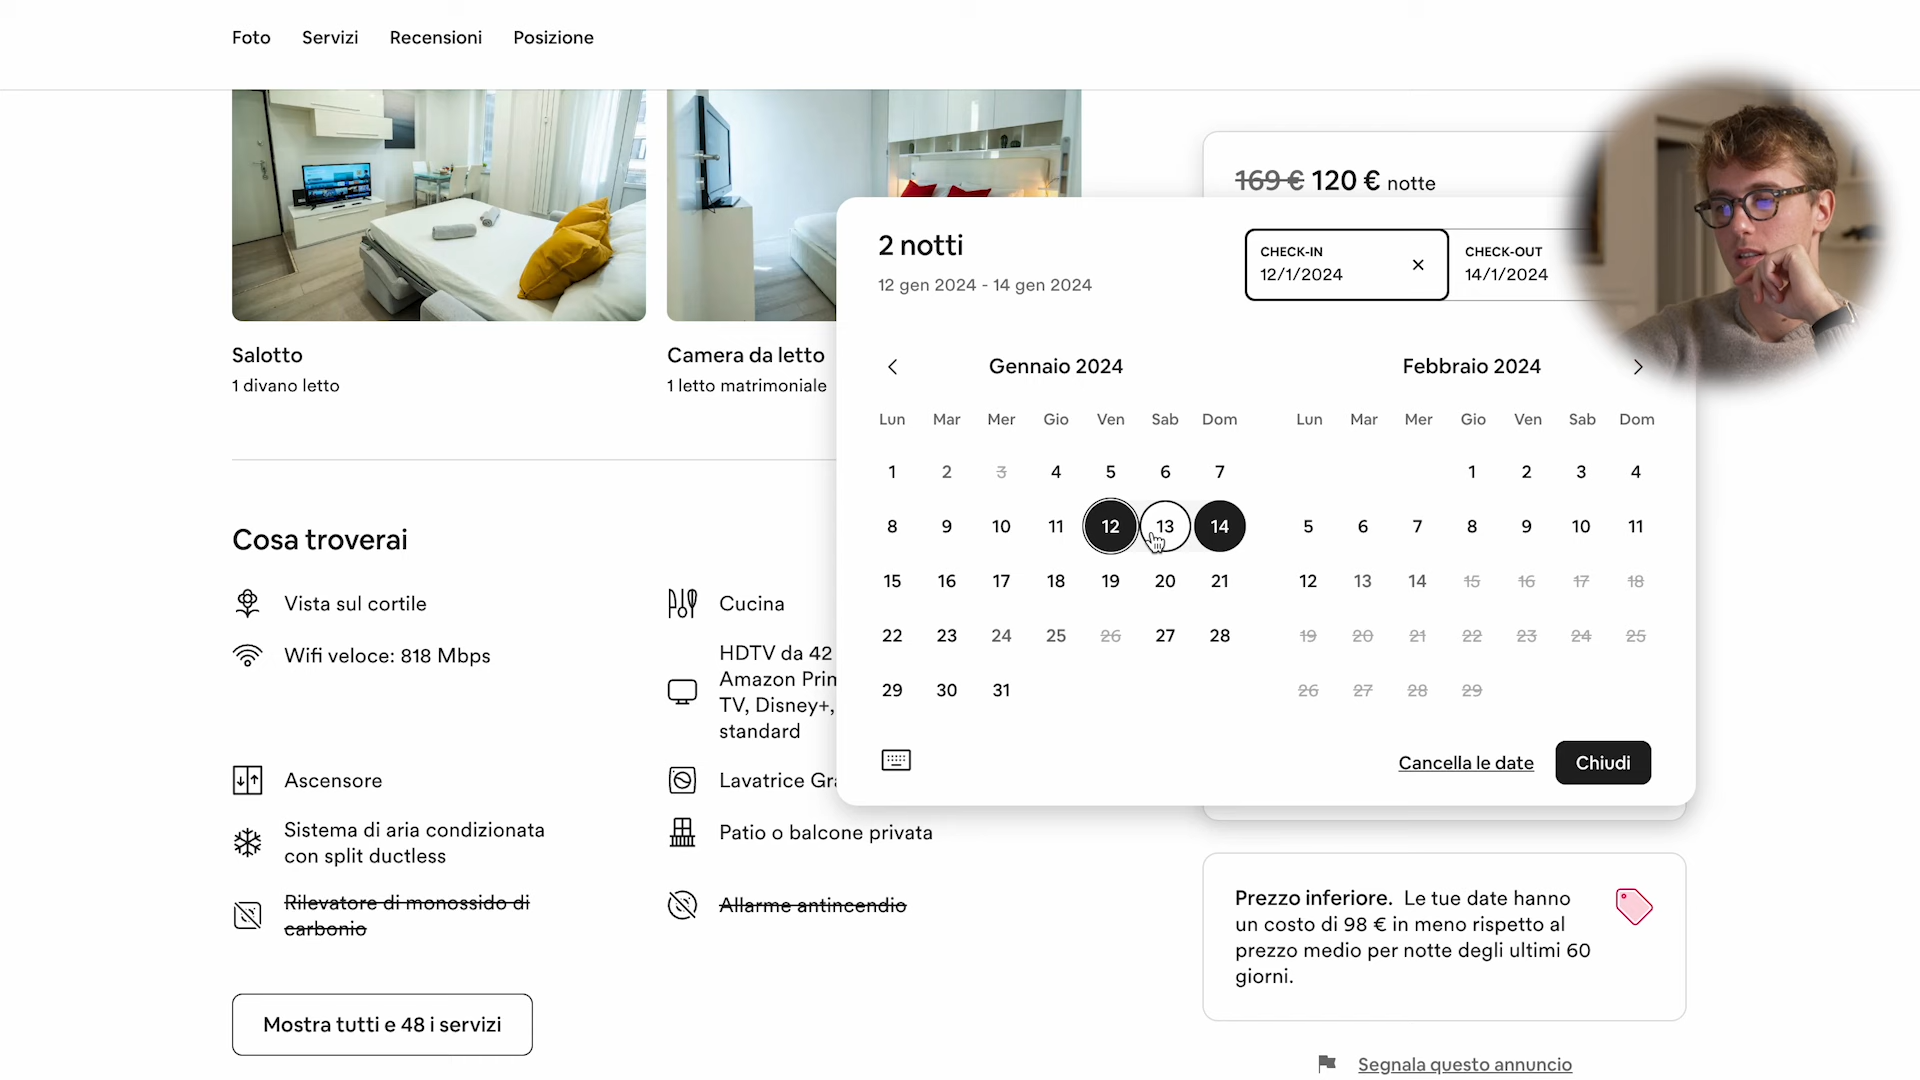 Foto Servizi Recensioni Posizione
169 € 120 € notte
Salotto
1 divano letto
Camera da letto
1 letto matrimoniale
Cosa troverai
Vista sul cortile
Cucina
Wifi veloce: 818 Mbps
HDTV da 42
Amazon Prin
TV, Disney+,
standard
Ascensore
Lavatrice Gra
Sistema di aria condizionata
con split ductless
Patio o balcone privata
Rilevatore di monossido di
carbonio
Allarme antincendio
Mostra tutti e 48 i servizi
2 notti
12 gen 2024 - 14 gen 2024
CHECK-IN
12/1/2024
CHECK-OUT
14/1/2024
Gennaio 2024
Lun Mar Mer Gio Ven Sab Dom
1 2 3 4 5 6 7
8 9 10 11 12 13 14
15 16 17 18 19 20 21
22 23 24 25 26 27 28
29 30 31
Febbraio 2024
Lun Mar Mer Gio Ven Sab Dom
1 2 3 4
5 6 7 8 9 10 11
12 13 14 15 16 17 18
19 20 21 22 23 24 25
26 27 28 29
Cancella le date
Chiudi
Prezzo inferiore. Le tue date hanno
un costo di 98 € in meno rispetto al
prezzo medio per notte degli ultimi 60
giorni.
Segnala questo annuncio